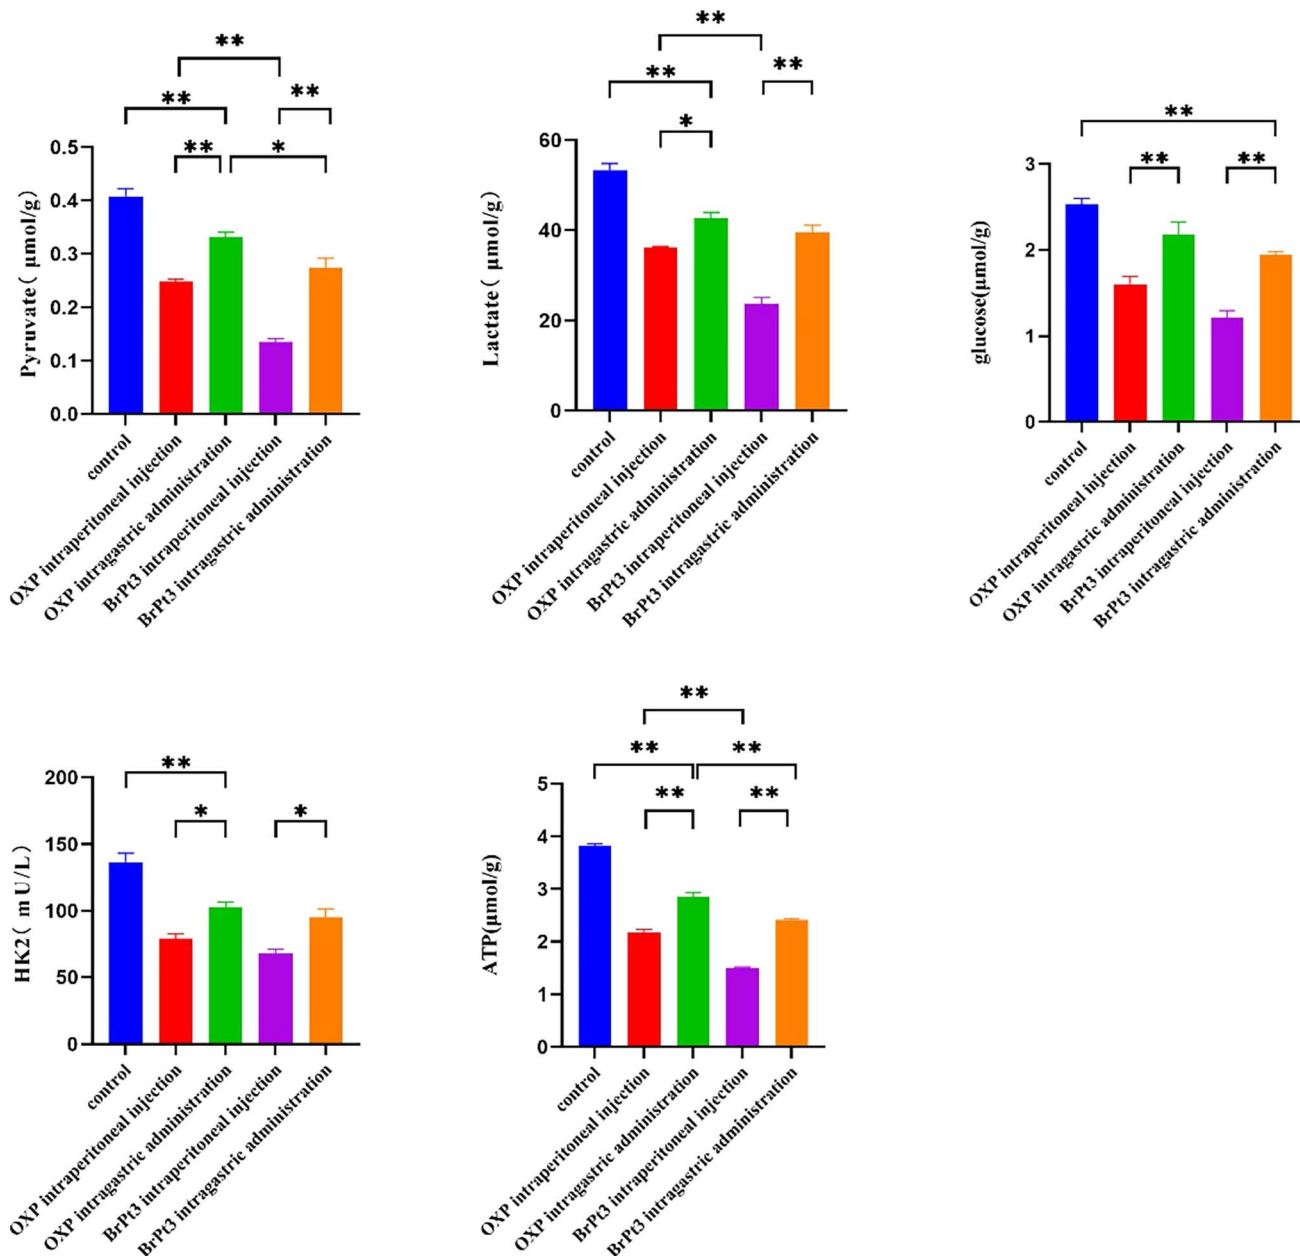 **
**
**
**
*
0.5
0.4
0.3
0.2
0.1
0.0
Pyruvate( μmol/g)
control
OXP intraperitoneal injection
OXP intragastric administration
BrPt3 intraperitoneal injection
BrPt3 intragastric administration
**
**
**
*
60
40
20
0
Lactate( μmol/g)
control
OXP intraperitoneal injection
OXP intragastric administration
BrPt3 intraperitoneal injection
BrPt3 intragastric administration
**
**
**
3
2
1
0
glucose(μmol/g)
control
OXP intraperitoneal injection
OXP intragastric administration
BrPt3 intraperitoneal injection
BrPt3 intragastric administration
**
*
*
200
150
100
50
0
HK2( mU/L)
control
OXP intraperitoneal injection
OXP intragastric administration
BrPt3 intraperitoneal injection
BrPt3 intragastric administration
**
**
**
**
**
5
4
3
2
1
0
ATP(μmol/g)
control
OXP intraperitoneal injection
OXP intragastric administration
BrPt3 intraperitoneal injection
BrPt3 intragastric administration